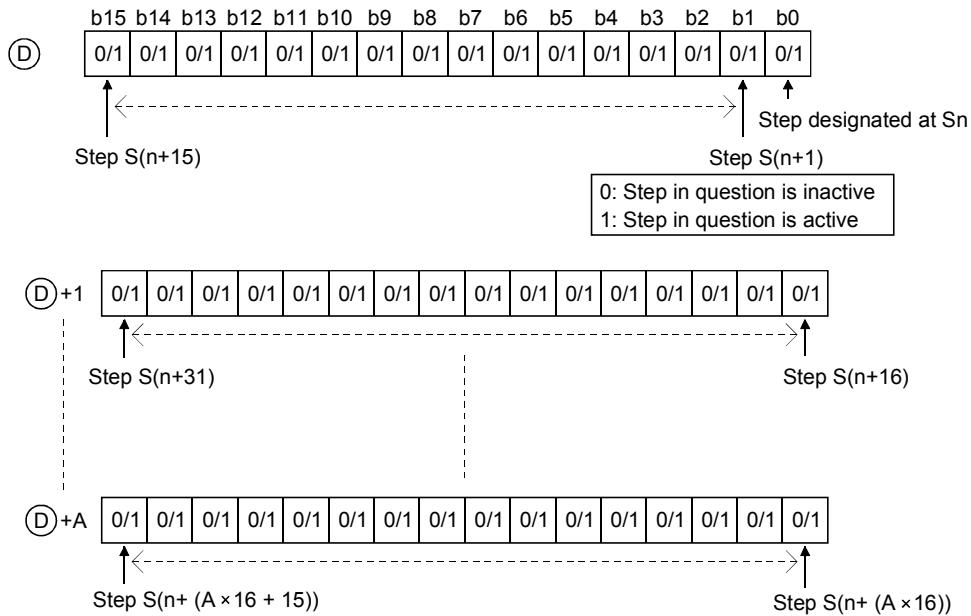 b15 b14 b13 b12 b11 b10 b9 b8 b7 b6 b5 b4 b3 b2 b1 b0
D 0/1 0/1 0/1 0/1 0/1 0/1 0/1 0/1 0/1 0/1 0/1 0/1 0/1 0/1 0/1 0/1
Step designated at Sn
Step S(n+15) Step S(n+1)
0: Step in question is inactive
1: Step in question is active
D +1 0/1 0/1 0/1 0/1 0/1 0/1 0/1 0/1 0/1 0/1 0/1 0/1 0/1 0/1 0/1 0/1
Step S(n+31) Step S(n+16)
D +A 0/1 0/1 0/1 0/1 0/1 0/1 0/1 0/1 0/1 0/1 0/1 0/1 0/1 0/1 0/1 0/1
Step S(n+ (A × 16 + 15)) Step S(n+ (A × 16))